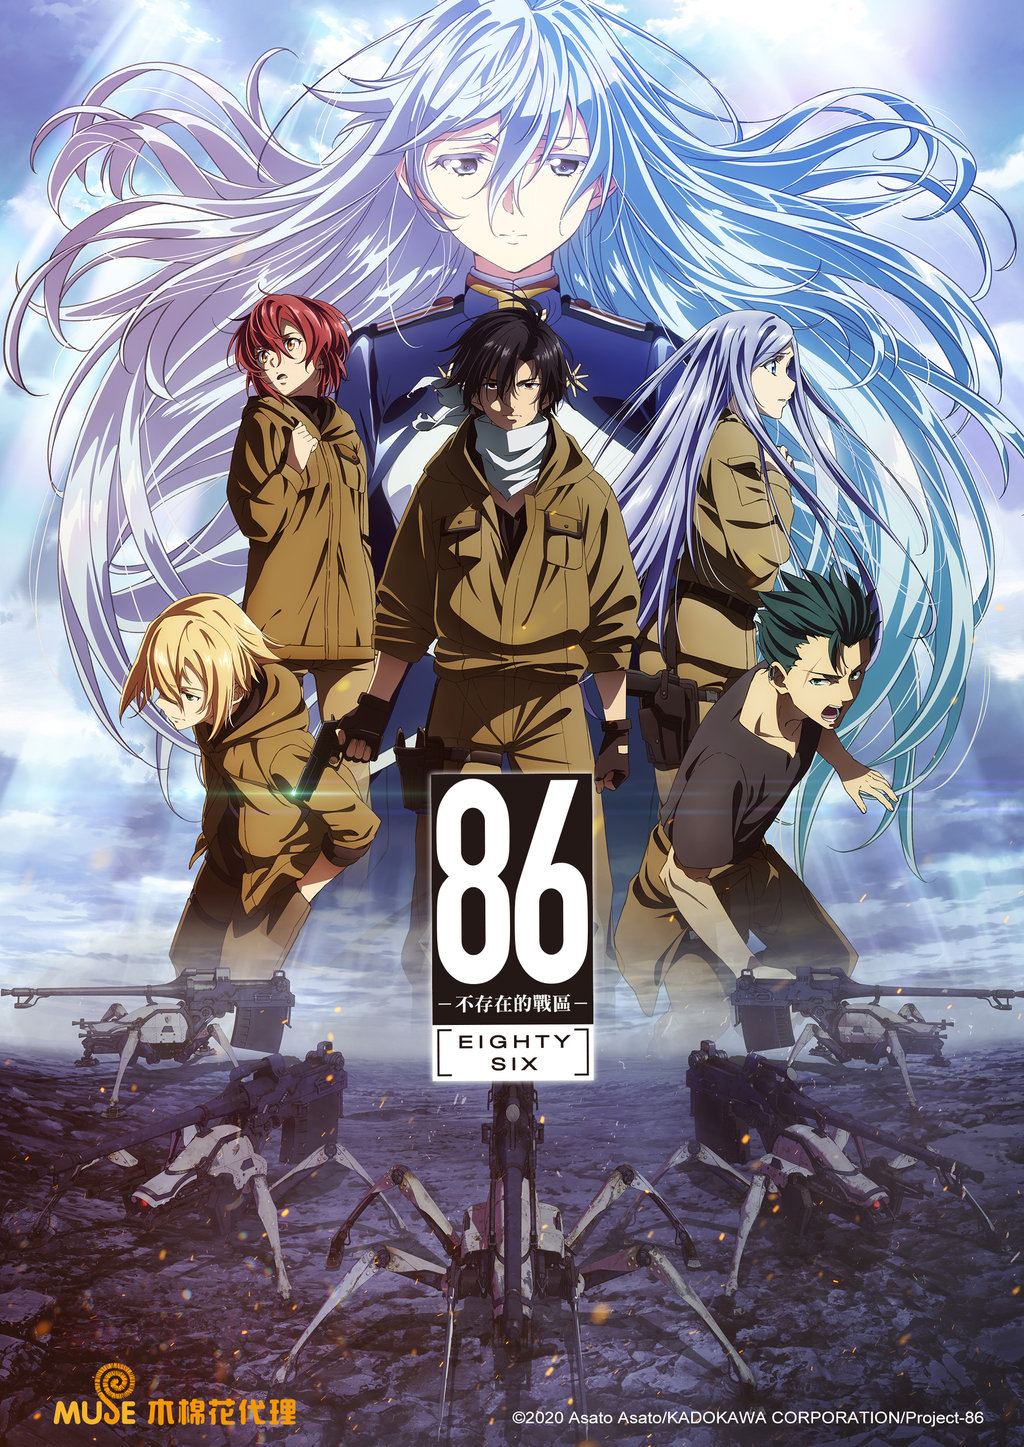 86
－不存在的戰區－
EIGHTY
SIX
MUSE 木棉花代理
©2020 Asato Asato/KADOKAWA CORPORATION/Project-86